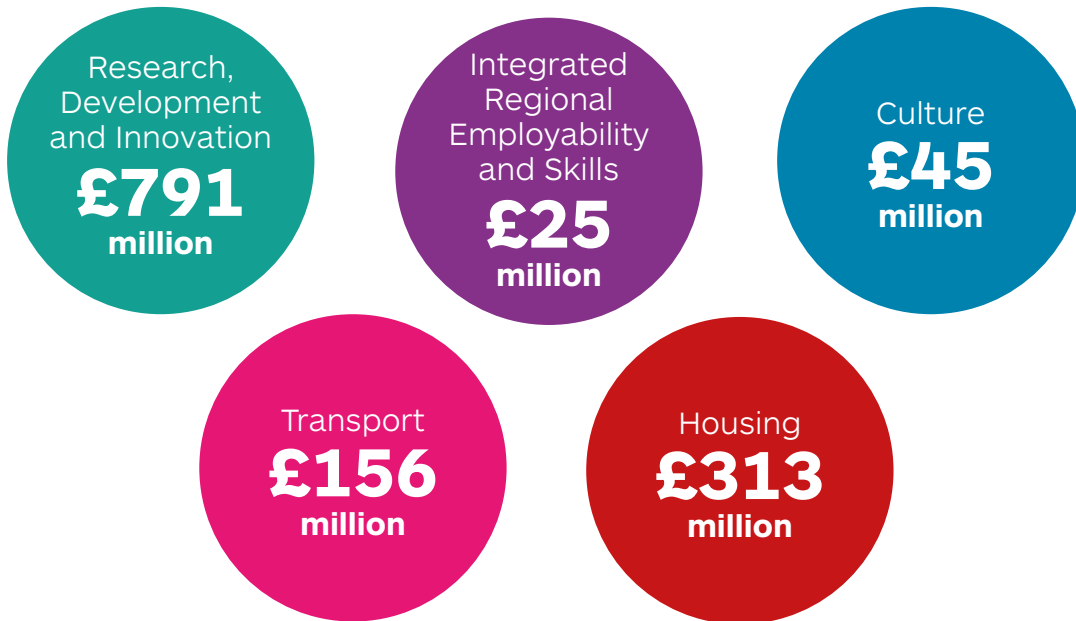 Research,
Development
and Innovation
£791
million
Integrated
Regional
Employability
and Skills
£25
million
Culture
£45
million
Transport
£156
million
Housing
£313
million